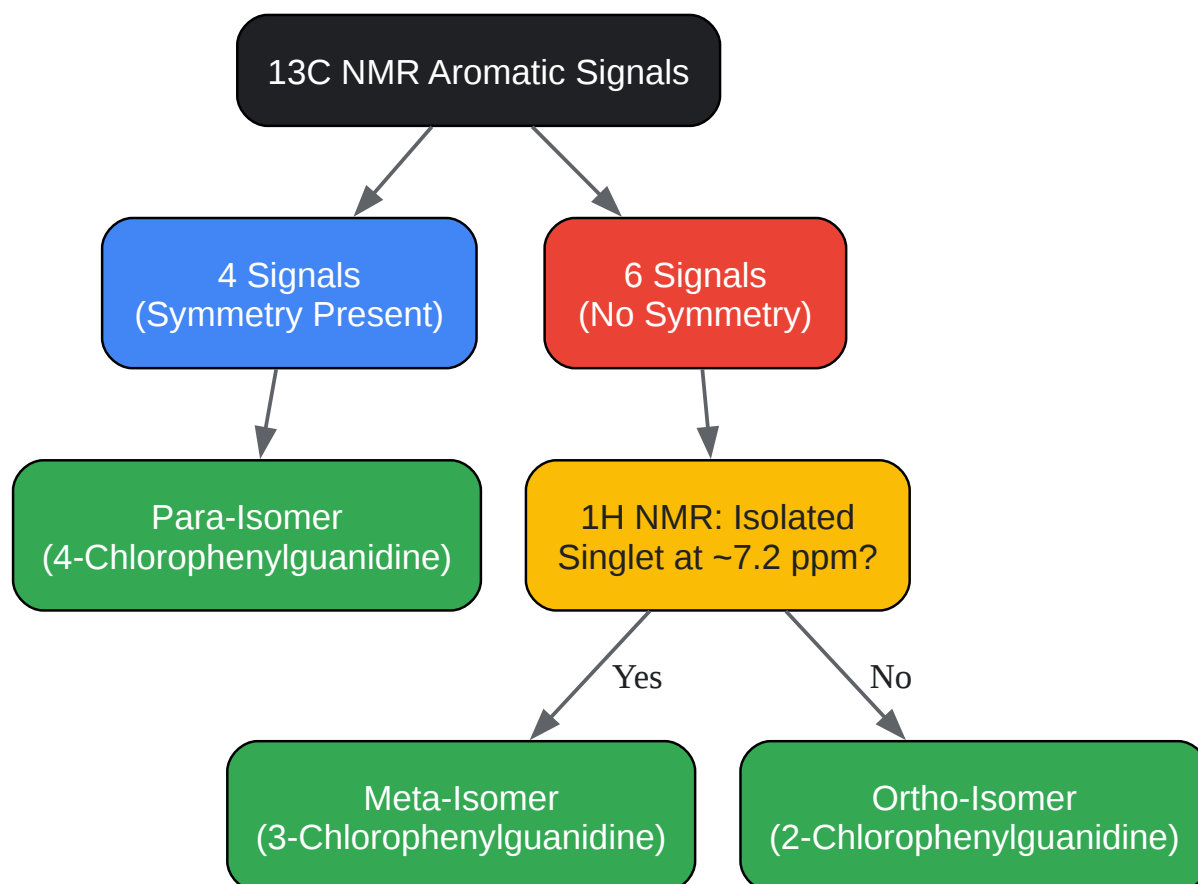 13C NMR Aromatic Signals
4 Signals
(Symmetry Present)
6 Signals
(No Symmetry)
Para-Isomer
(4-Chlorophenylguanidine)
1H NMR: Isolated
Singlet at ~7.2 ppm?
Yes
No
Meta-Isomer
(3-Chlorophenylguanidine)
Ortho-Isomer
(2-Chlorophenylguanidine)